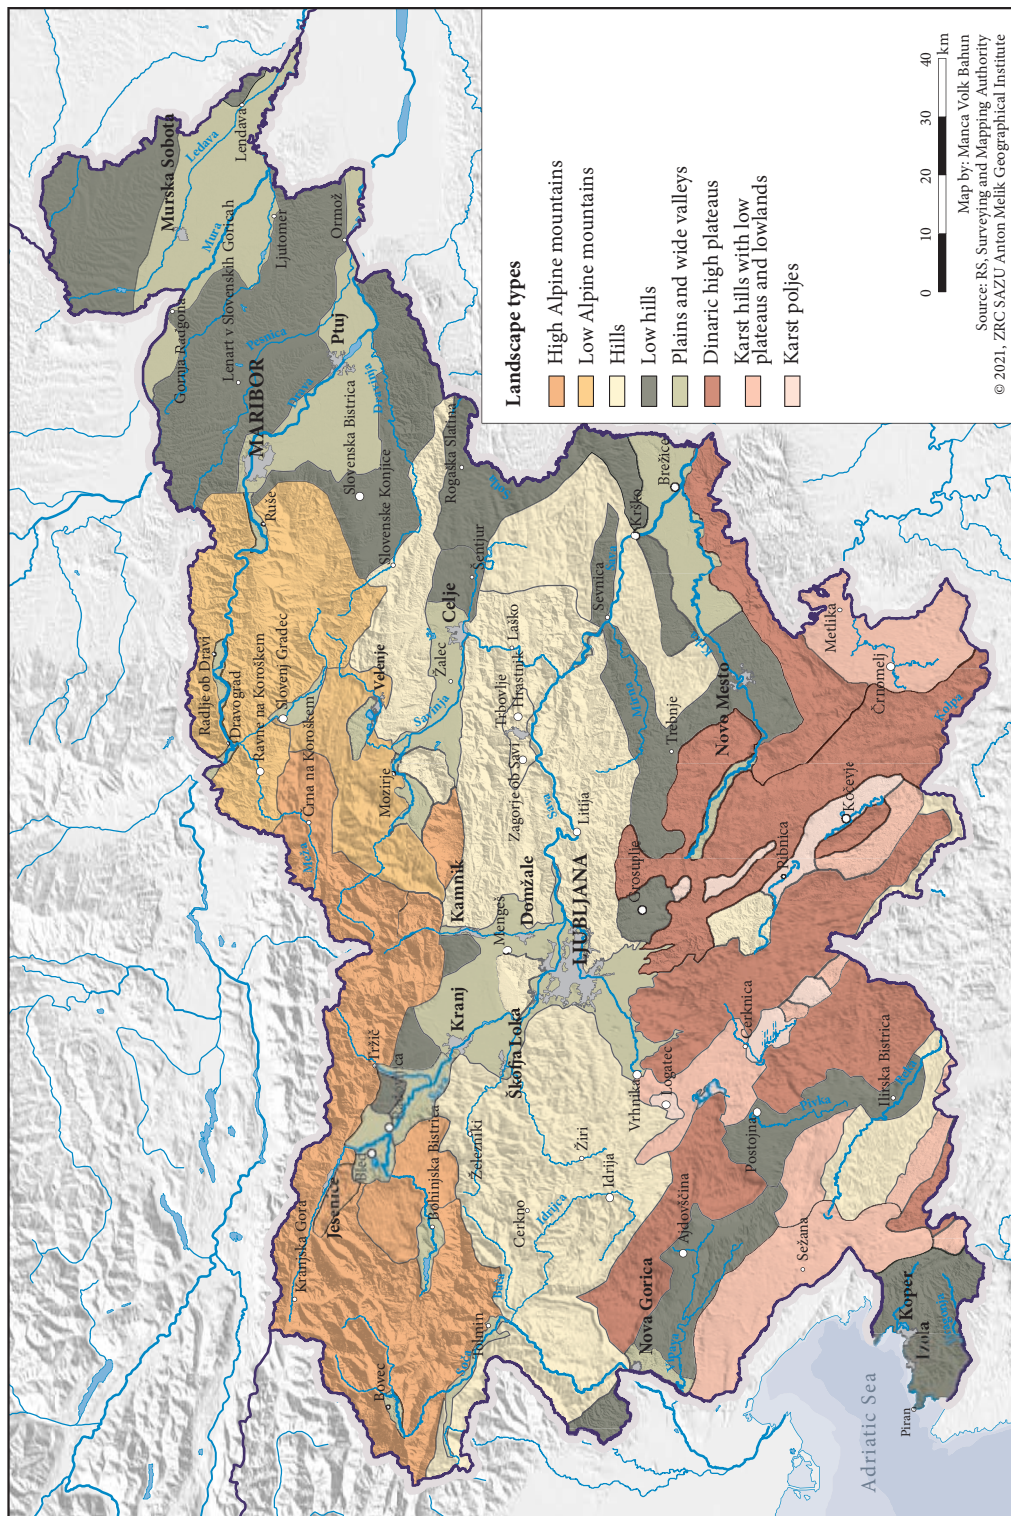 Landscape types
High Alpine mountains
Low Alpine mountains
Hills
Low hills
Plains and wide valleys
Dinaric high plateau
Karst hills with low
plateaus and lowlands
Karst poljes
0 10 20 30 40
km
Map by: Manca Volk Bahun
Source: RS, Surveying and Mapping Authority
© 2021, ZRC SAZU Anton Melik Geographical Institute
Murska Sobota
Ledava
Lendava
Mura
Ljutomer
Ormož
Gornja Radgona
Lenart v Slovenskih Goricah
Pesnica
MARIBOR
Ptuj
Drava
Dravinja
Slovenska Bistrica
Ruše
Slovenske Konjice
Rogaška Slatina
Radlje ob Dravi
Dravograd
Ravne na Koroškem
Slovenj Gradec
Črna na Koroškem
Meža
Velenje
Šentjur
Celje
Žalec
Savinja
Mozirje
Laško
Hrastnik
Trbovlje
Zagorje ob Savi
Sava
Litija
Sevnica
Sava
Krško
Brežice
Krka
Mirna
Trebnje
Novo Mesto
Metlika
Črnomelj
Kolpa
Kočevje
Ribnica
Grosuplje
Kamnik
Mengeš
Domžale
LJUBLJANA
Kranj
Škofja Loka
Tržič
Bled
Jesenice
Kranjska Gora
Bohinjska Bistrica
Železniki
Žiri
Cerkno
Idrijca
Idrija
Vrhnika
Logatec
Cerknica
Postojna
Pivka
Ilirska Bistrica
Reka
Bovec
Soča
Tolmin
Bača
Ajdovščina
Nova Gorica
Vipava
Sežana
Koper
Izola
Piran
Adriatic Sea